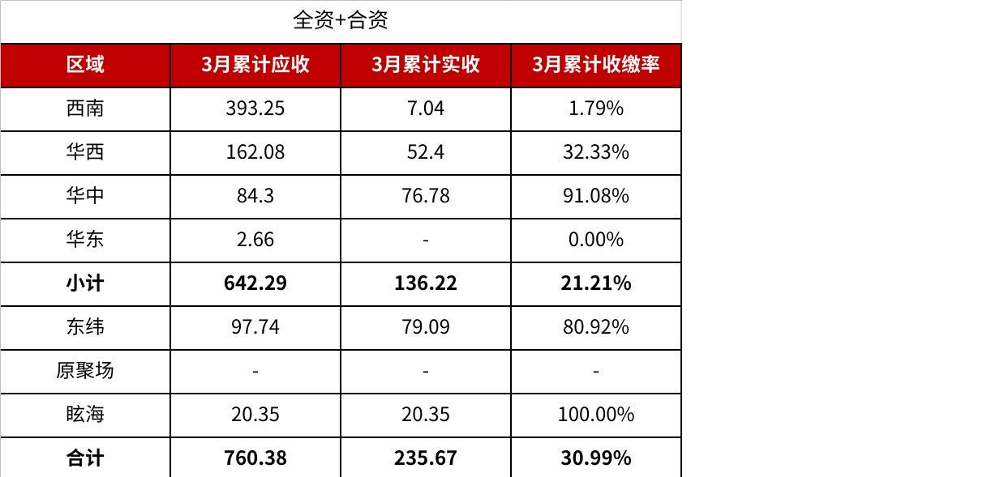 全资+合资
区域 3月累计应收 3月累计实收 3月累计收缴率
西南 393.25 7.04 1.79%
华西 162.08 52.4 32.33%
华中 84.3 76.78 91.08%
华东 2.66 - 0.00%
小计 642.29 136.22 21.21%
东纬 97.74 79.09 80.92%
原聚场 - - -
眩海 20.35 20.35 100.00%
合计 760.38 235.67 30.99%